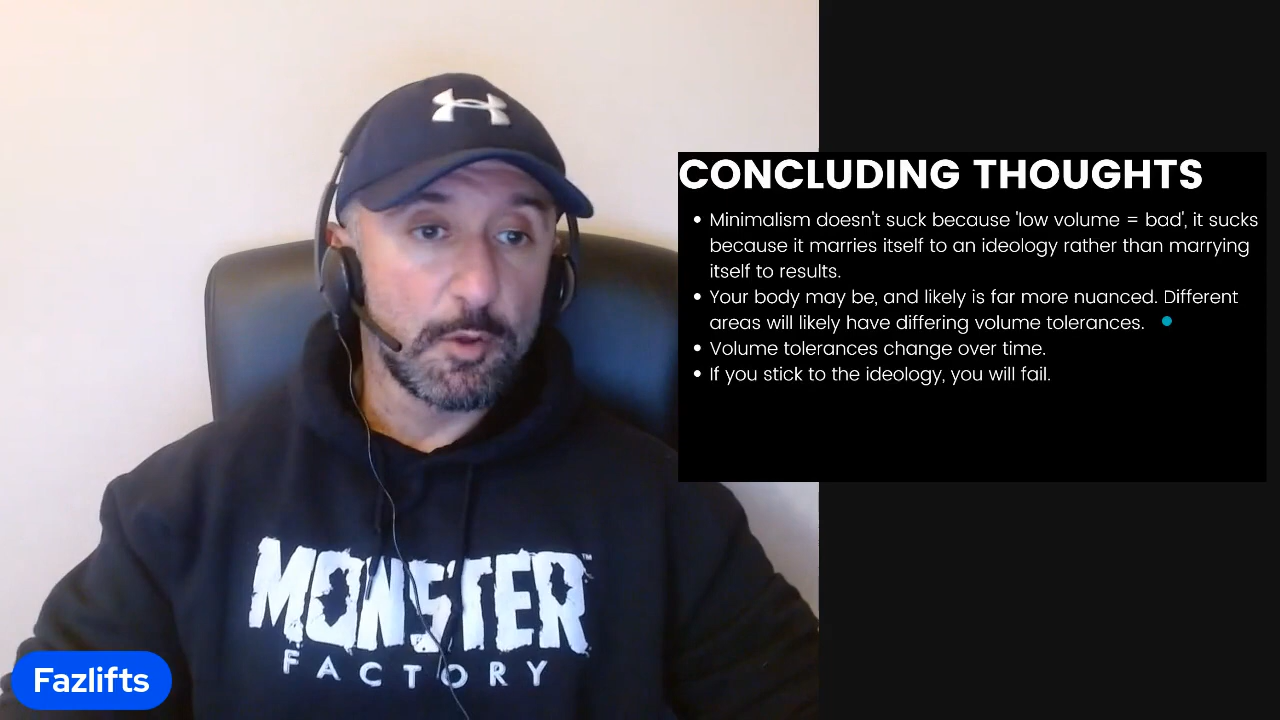 CONCLUDING THOUGHTS
• Minimalism doesn't suck because 'low volume = bad', it sucks
because it marries itself to an ideology rather than marrying
itself to results.
• Your body may be, and likely is far more nuanced. Different
areas will likely have differing volume tolerances.
• Volume tolerances change over time.
• If you stick to the ideology, you will fail.
MONSTER™
FACTORY
Fazlifts